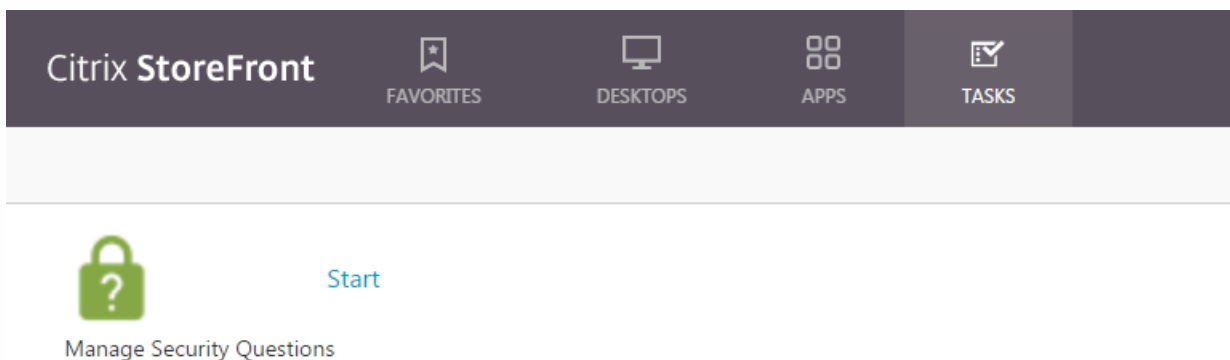 Citrix StoreFront
FAVORITES
DESKTOPS
APPS
TASKS
?
Start
Manage Security Questions